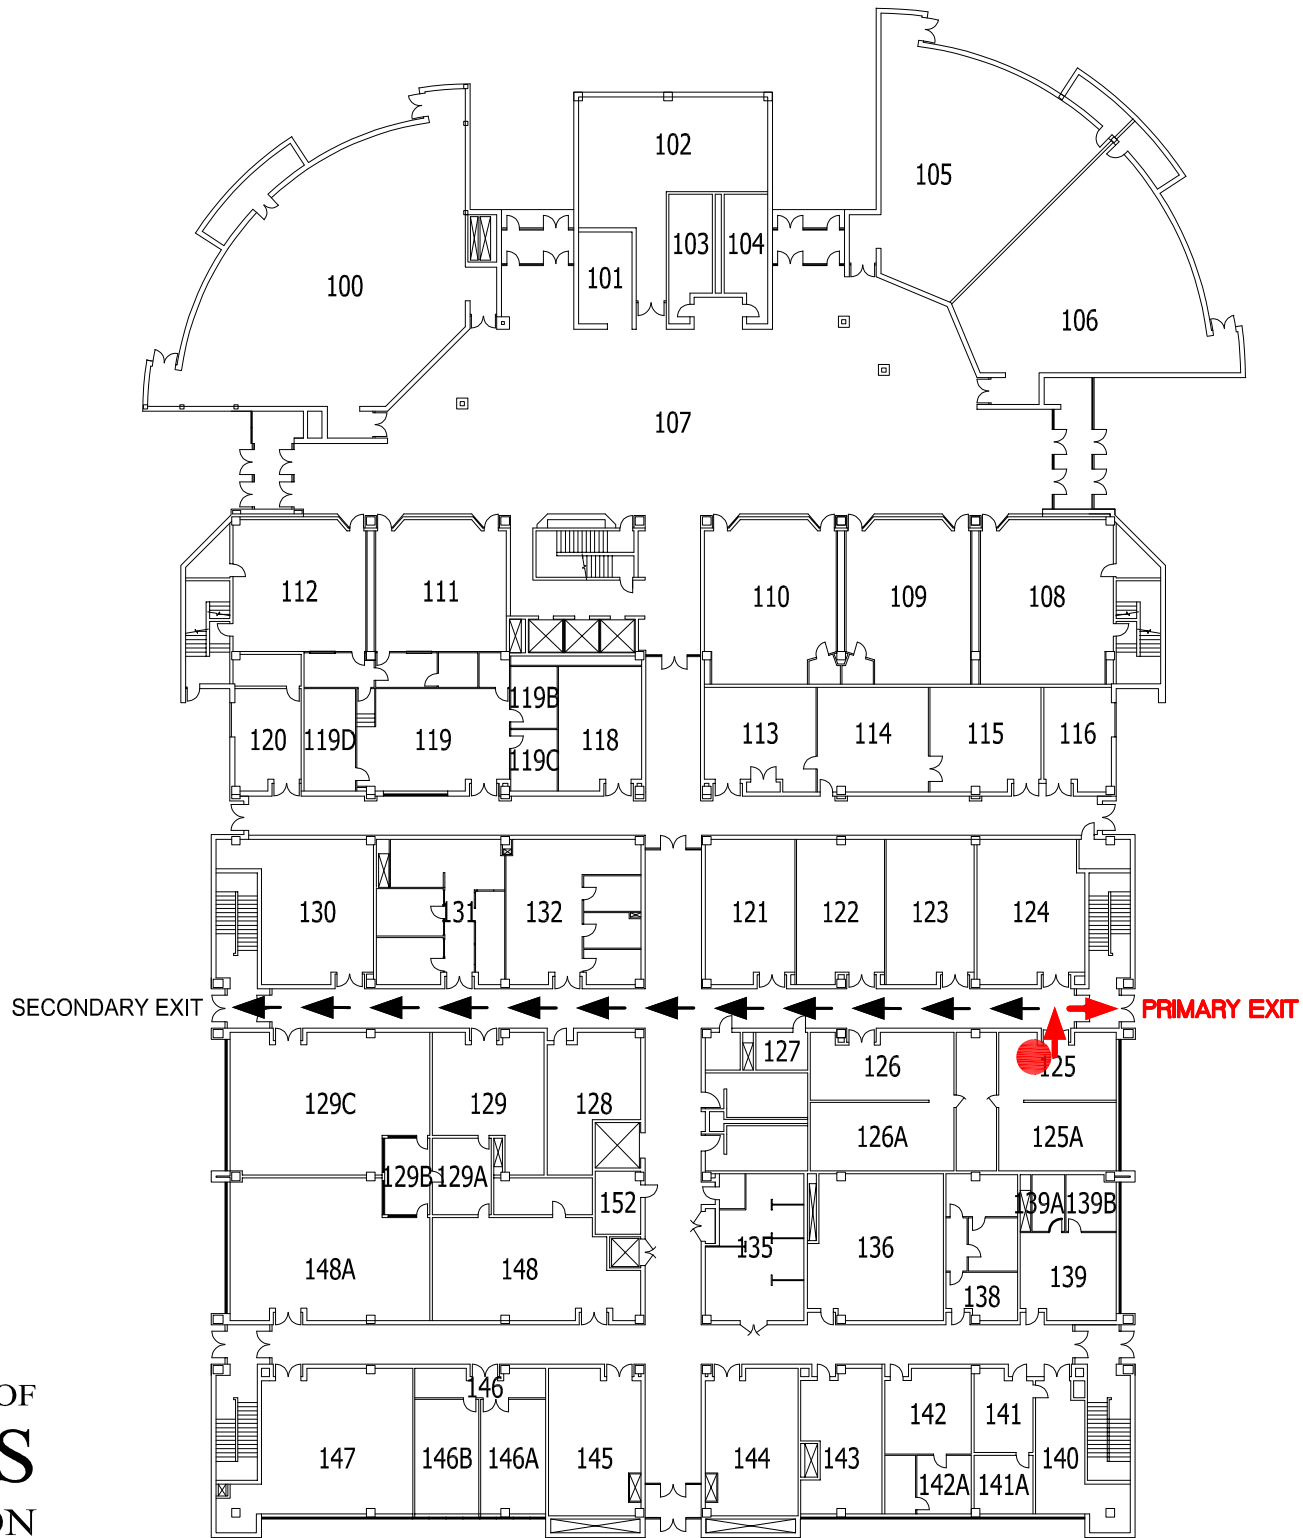 102
105
103 104
101
100
106
107
112 111 110 109 108
119B
120 119D 119 119C 118 113 114 115 116
130 131 132 121 122 123 124
SECONDARY EXIT PRIMARY EXIT
127 126 125
129C 129 128
126A 125A
129B 129A 152 139A 139B
148A 148 135 136 138 139
OF
146
S
147 146B 146A 145 144 143 142 141 140
142A 141A
ON